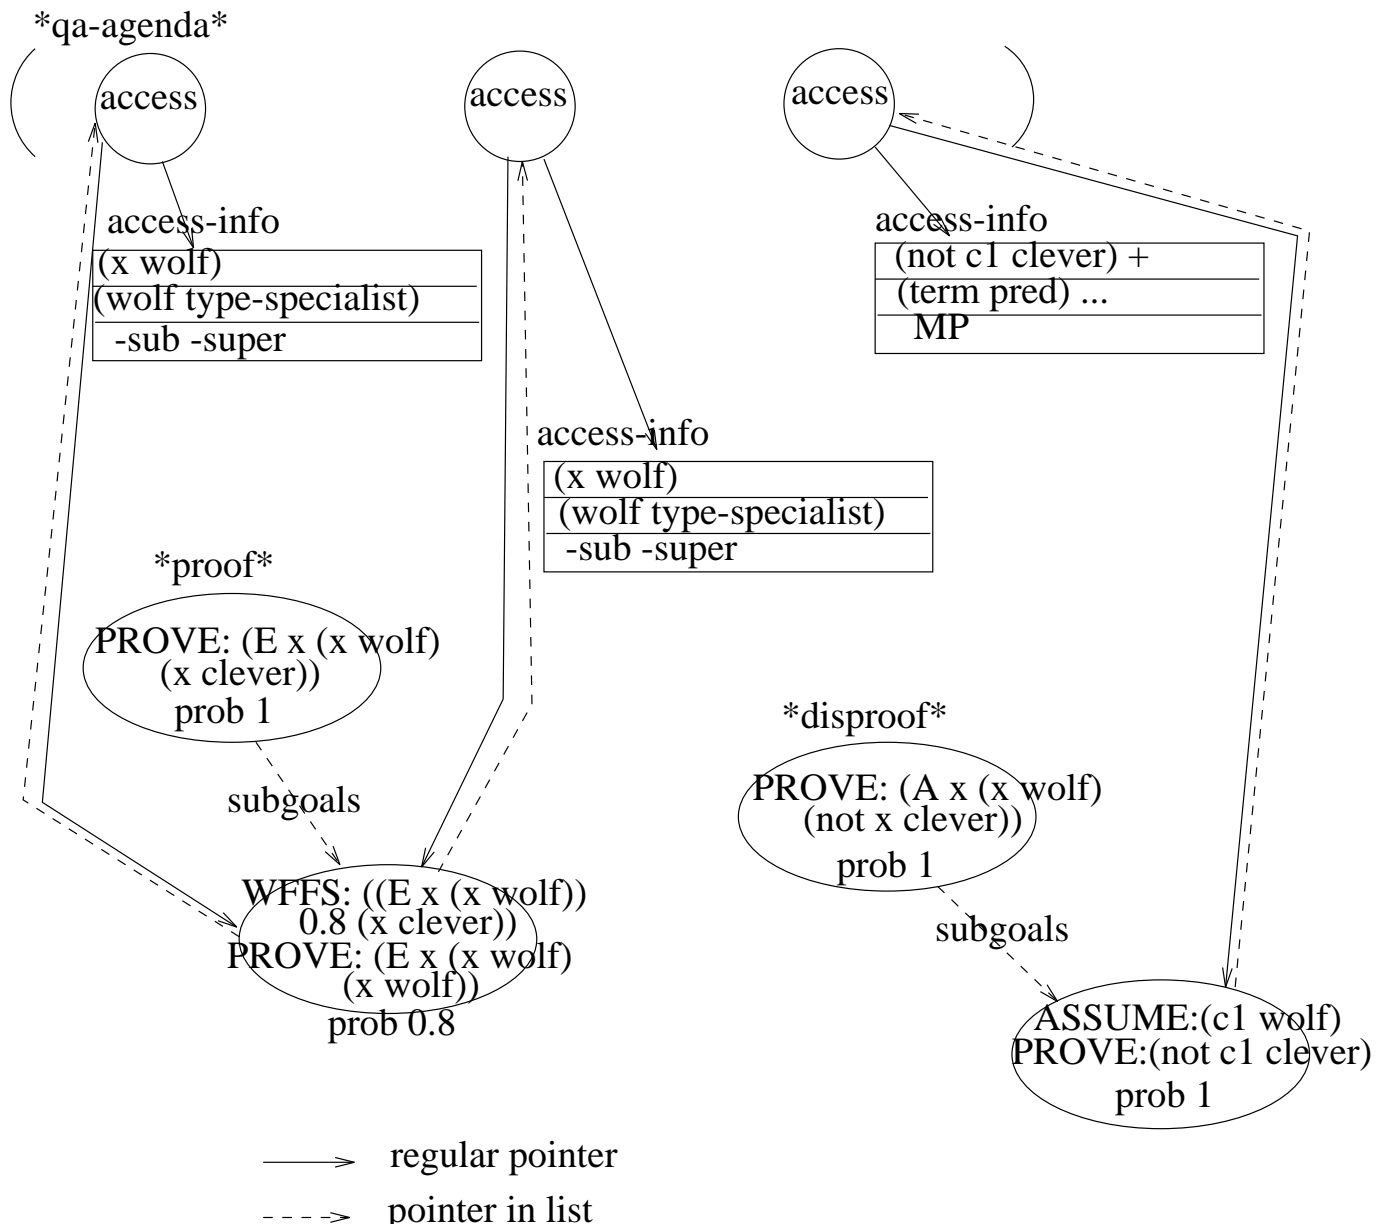 *qa-agenda*
access
access
access
access-info
(x wolf)
(wolf type-specialist)
-sub -super
access-info
(not c1 clever) +
(term pred) ...
MP
access-info
(x wolf)
(wolf type-specialist)
-sub -super
*proof*
PROVE: (E x (x wolf)
(x clever))
prob 1
subgoals
WFFS: ((E x (x wolf))
0.8 (x clever))
PROVE: (E x (x wolf)
(x wolf))
prob 0.8
*disproof*
PROVE: (A x (x wolf)
(not x clever))
prob 1
subgoals
ASSUME:(c1 wolf)
PROVE:(not c1 clever)
prob 1
regular pointer
pointer in list